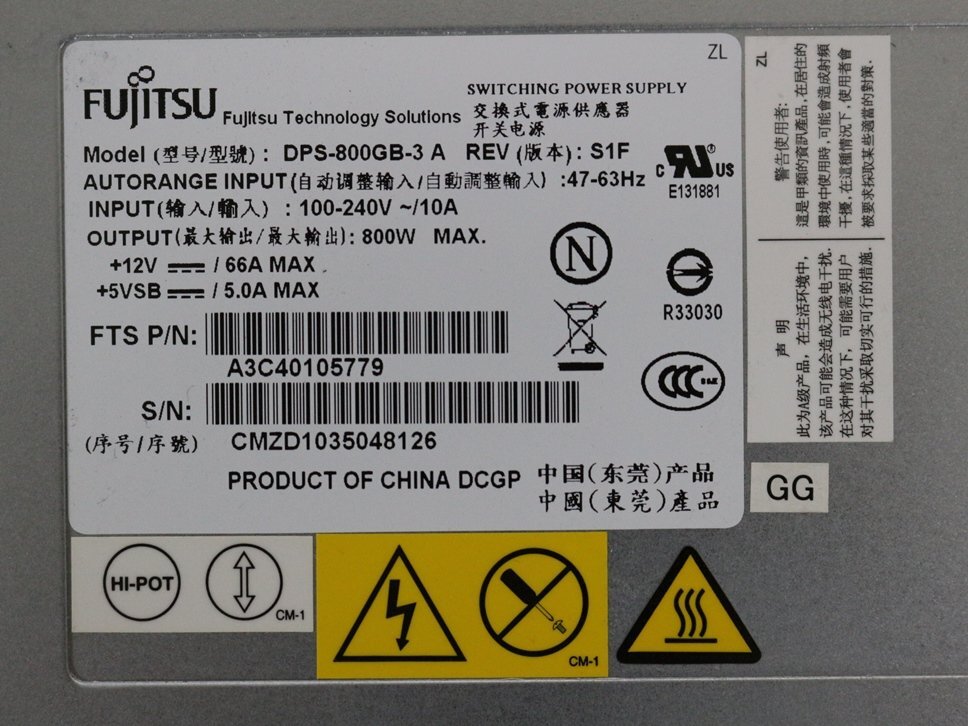 ZL
FUJITSU Fujitsu Technology Solutions
SWITCHING POWER SUPPLY
交換式電源供應器
开关电源
Model (型号/型號) : DPS-800GB-3 A REV (版本) : S1F
AUTORANGE INPUT(自动调整输入/自動調整輸入) :47-63Hz
INPUT(输入/輸入) : 100-240V ~/10A
OUTPUT(最大输出/最大輸出): 800W MAX.
+12V / 66A MAX
+5VSB / 5.0A MAX
c RU ® US
E131881
N
R33030
FTS P/N:
A3C40105779
S/N:
(序号/序號) CMZD1035048126
CCC
PRODUCT OF CHINA DCGP
中国(东莞)产品
中國(東莞)產品
ZL
警告使用者:
這是甲類的資訊產品,在居住的
環境中使用時,可能會造成射頻
干擾,在這種情況下,使用者會
被要求採取某些適當的對策.
声 明
此为A级产品, 在生活环境中,
该产品可能会造成无线电干扰.
在这种情况下, 可能需要用户
对其干扰采取切实可行的措施.
GG
HI-POT
CM-1
CM-1